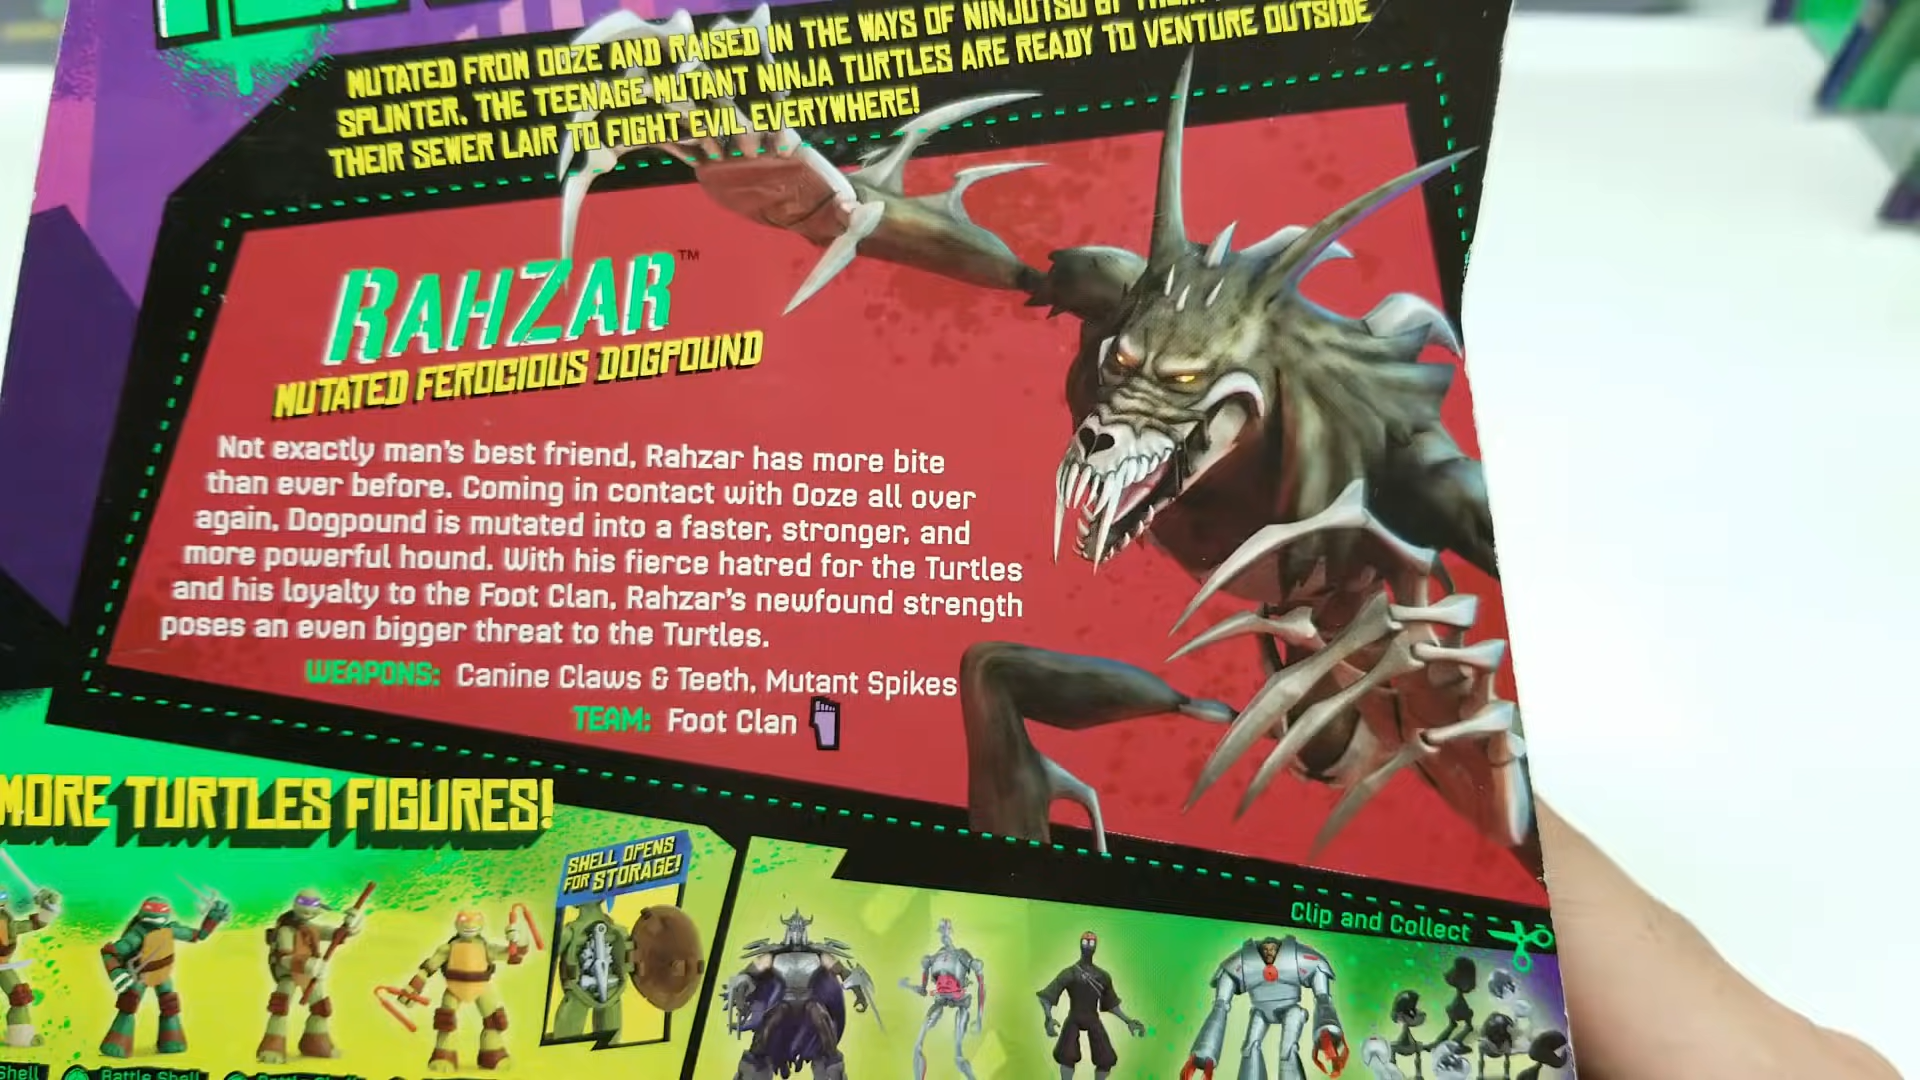 MUTATED FROM OOZE AND RAISED IN THE WAYS OF NINJUTSU BY THEIR
SPLINTER, THE TEENAGE MUTANT NINJA TURTLES ARE READY TO VENTURE OUTSIDE
THEIR SEWER LAIR TO FIGHT EVIL EVERYWHERE!
RAHZAR™
MUTATED FEROCIOUS DOGPOUND
Not exactly man's best friend, Rahzar has more bite
than ever before. Coming in contact with Ooze all over
again, Dogpound is mutated into a faster, stronger, and
more powerful hound. With his fierce hatred for the Turtles
and his loyalty to the Foot Clan, Rahzar's newfound strength
poses an even bigger threat to the Turtles.
WEAPONS: Canine Claws & Teeth, Mutant Spikes
TEAM: Foot Clan
MORE TURTLES FIGURES!
SHELL OPENS
FOR STORAGE!
Clip and Collect
Shell
Battle Shell